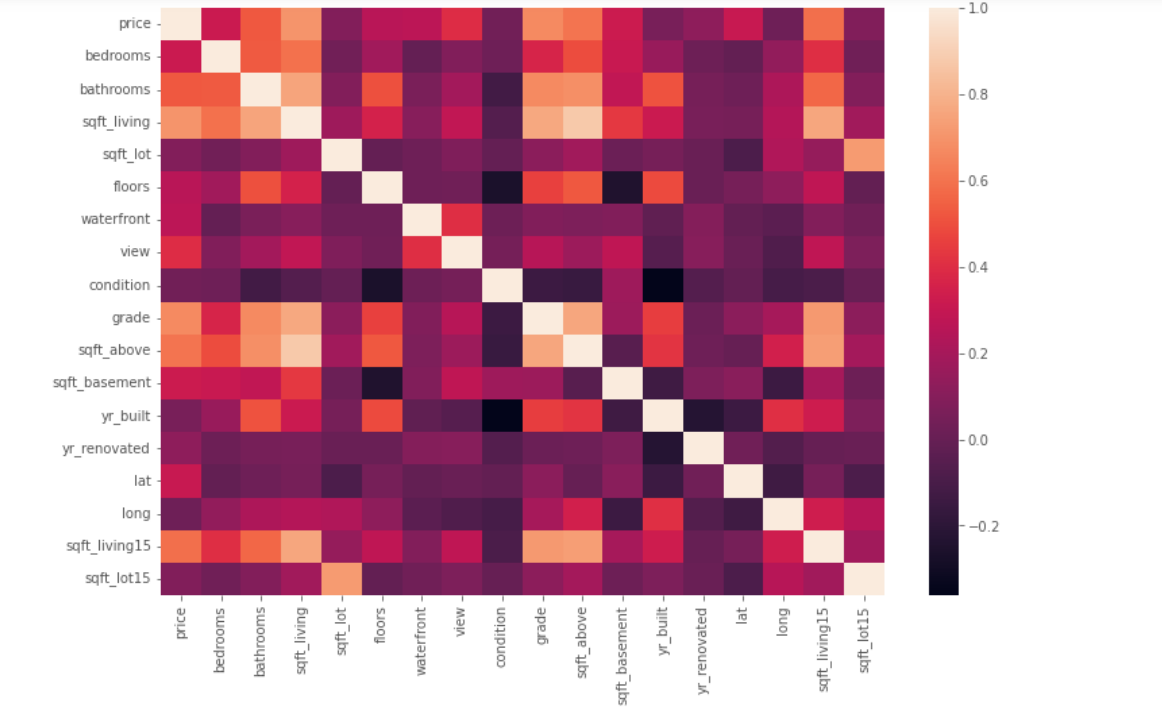 price
bedrooms
bathrooms
sqft_living
sqft_lot
floors
waterfront
view
condition
grade
sqft_above
sqft_basement
yr_built
yr_renovated
lat
long
sqft_living15
sqft_lot15
price
bedrooms
bathrooms
sqft_living
sqft_lot
floors
waterfront
view
condition
grade
sqft_above
sqft_basement
yr_built
yr_renovated
lat
long
sqft_living15
sqft_lot15
1.0
0.8
0.6
0.4
0.2
0.0
−0.2